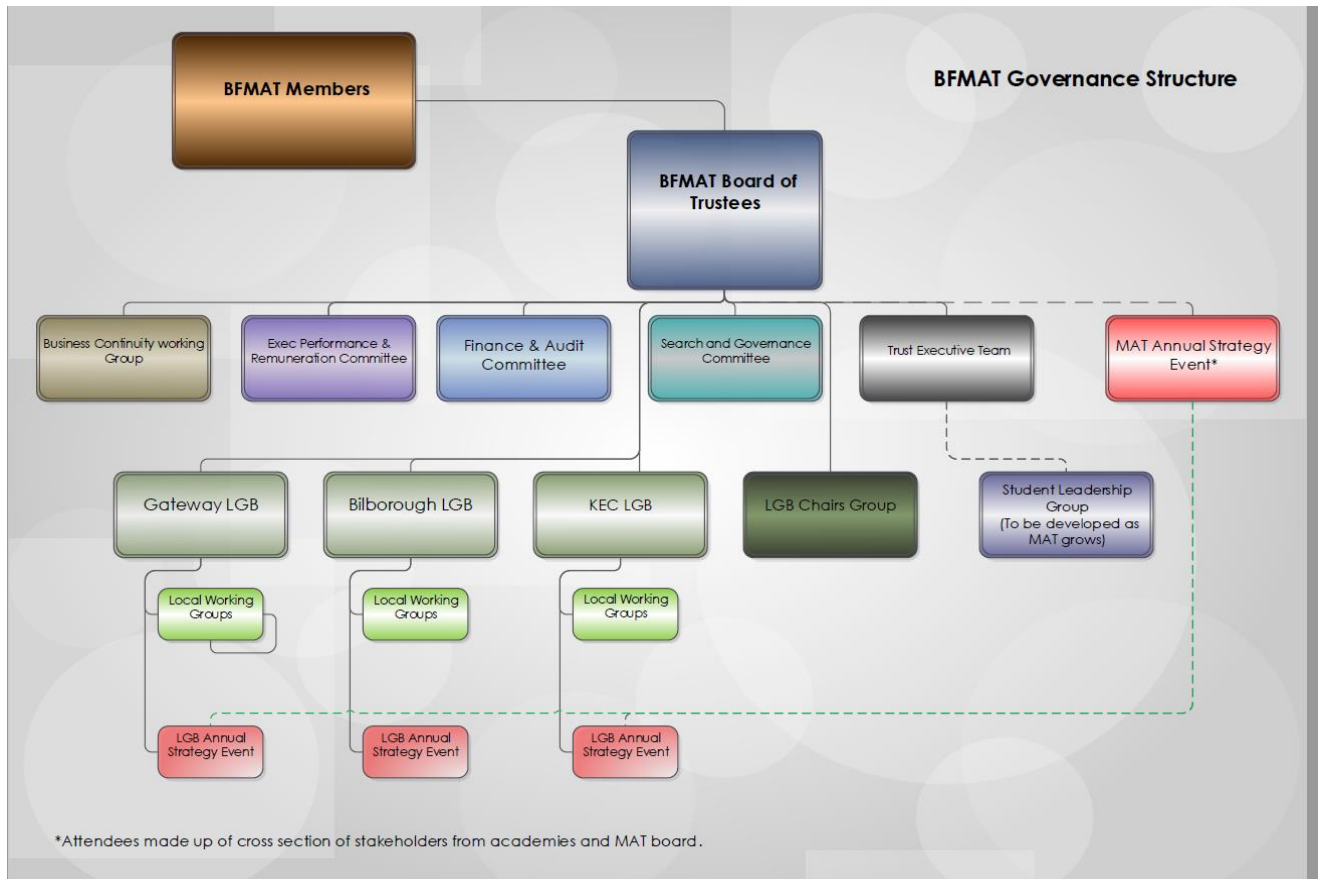 BFMAT Members
BFMAT Governance Structure
BFMAT Board of
Trustees
Business Continuity working
Group
Exec Performance &
Remuneration Committee
Finance & Audit
Committee
Search and Governance
Committee
Trust Executive Team
MAT Annual Strategy
Event*
Gateway LGB
Bilborough LGB
KEC LGB
LGB Chairs Group
Student Leadership
Group
(To be developed as
MAT grows)
Local Working
Groups
Local Working
Groups
Local Working
Groups
LGB Annual
Strategy Event
LGB Annual
Strategy Event
LGB Annual
Strategy Event
*Attendees made up of cross section of stakeholders from academies and MAT board.